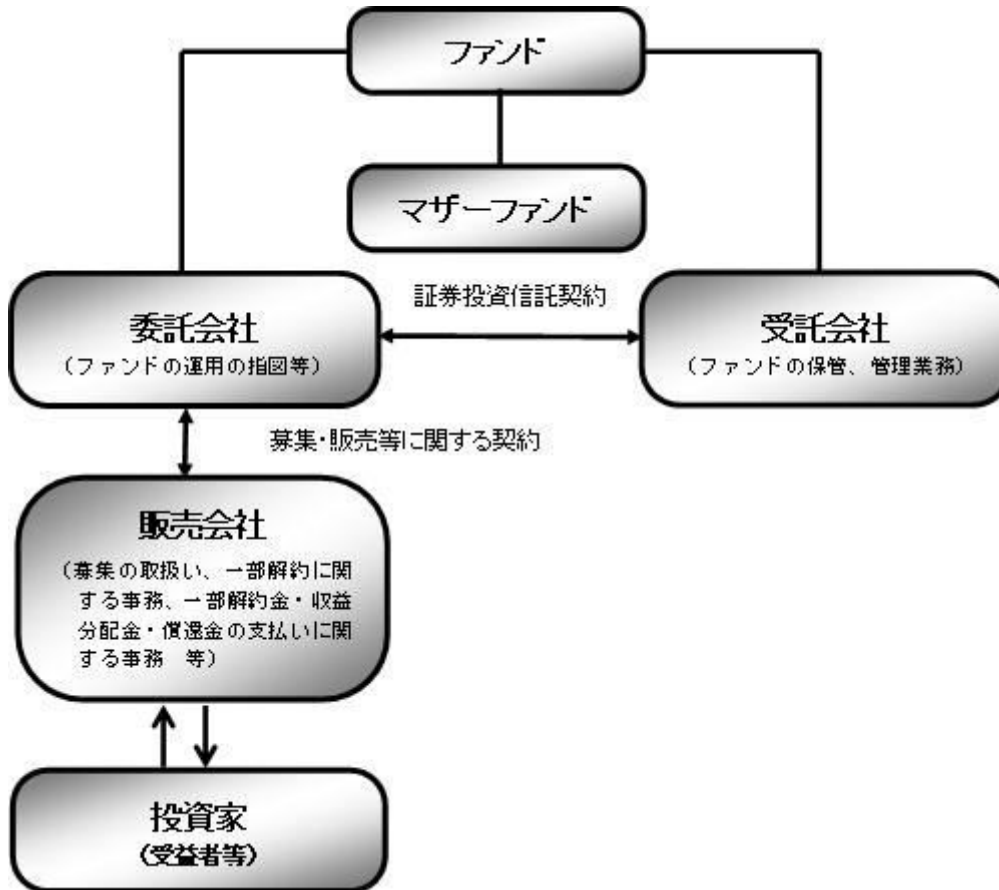 ファンド
マザーファンド
証券投資信託契約
委託会社
（ファンドの運用の指図等）
受託会社
（ファンドの保管、管理業務）
募集・販売等に関する契約
販売会社
（募集の取扱い、一部解約に関
する事務、一部解約金・収益
分配金・償還金の支払いに関
する事務　等）
投資家
（受益者等）